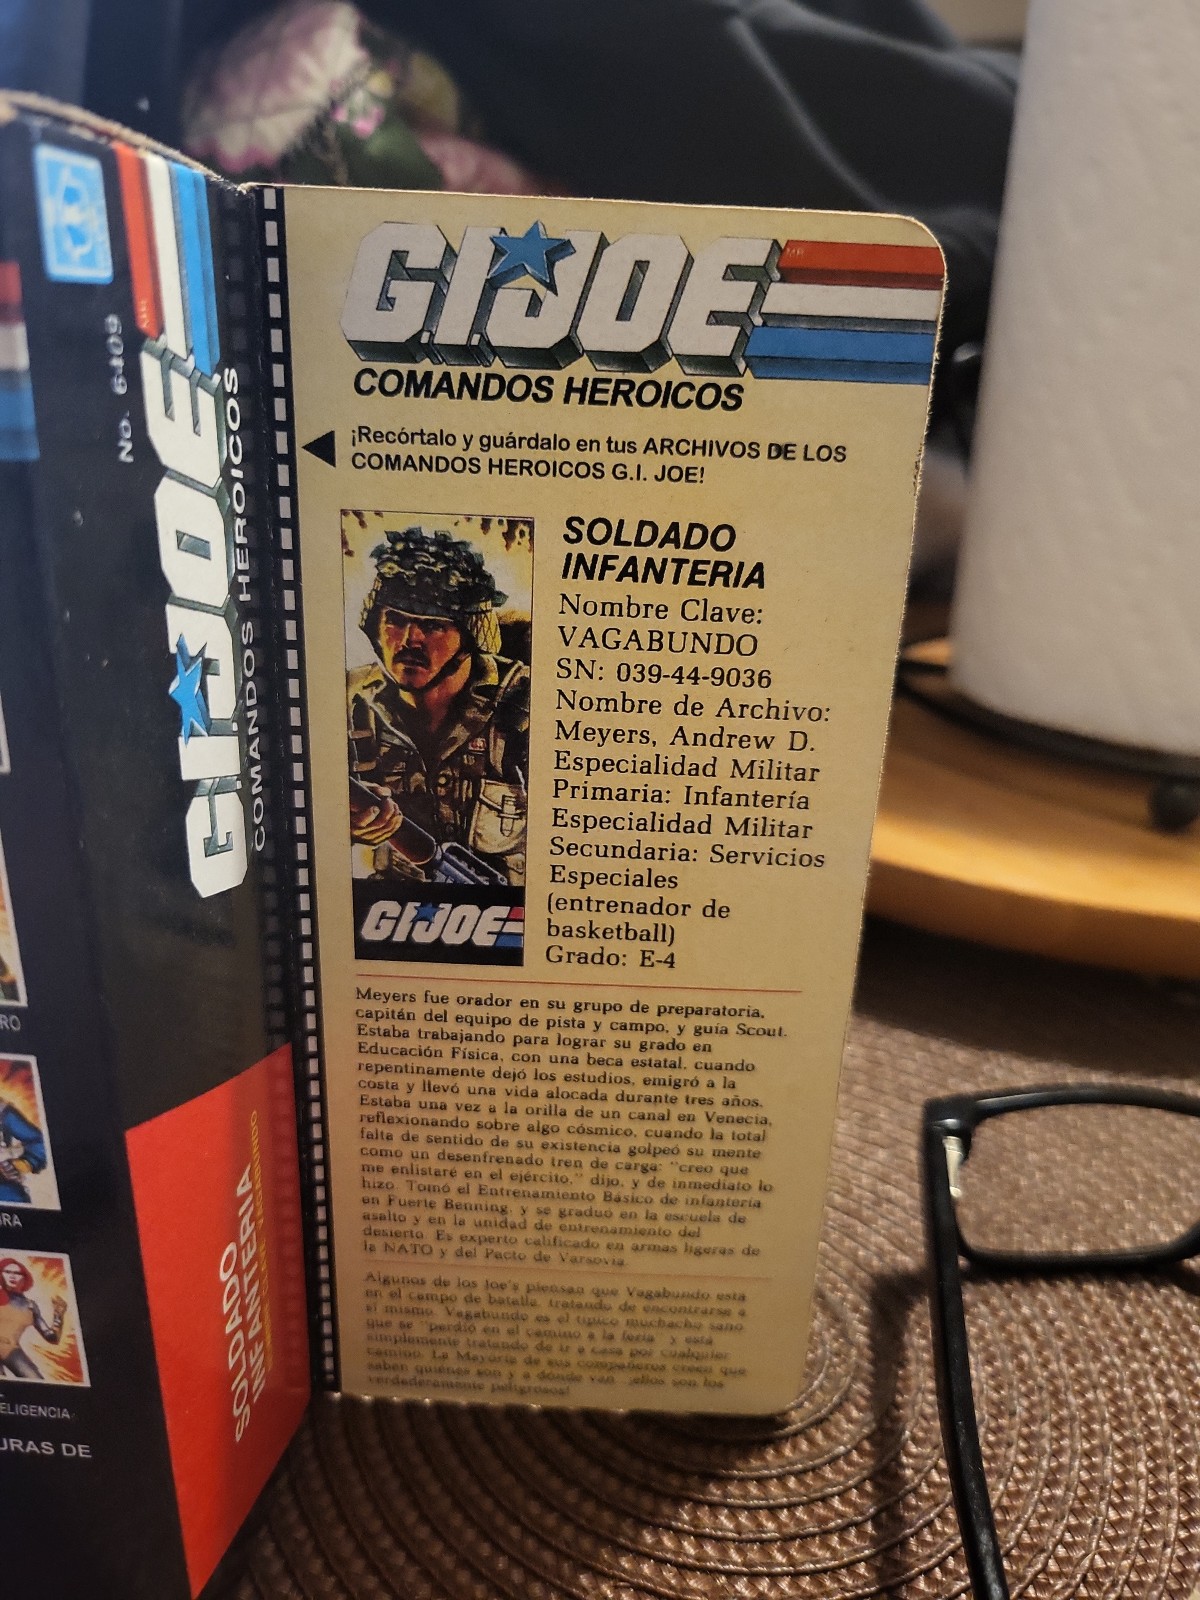 No. 6409
G.I. JOE
COMANDOS HEROICOS
SOLDADO
INFANTERIA
RO
BRA
ELIGENCIA
URAS DE
G.I. JOE
MR
COMANDOS HEROICOS
¡Recórtalo y guárdalo en tus ARCHIVOS DE LOS
COMANDOS HEROICOS G.I. JOE!
SOLDADO
INFANTERIA
Nombre Clave:
VAGABUNDO
SN: 039-44-9036
Nombre de Archivo:
Meyers, Andrew D.
Especialidad Militar
Primaria: Infantería
Especialidad Militar
Secundaria: Servicios
Especiales
(entrenador de
basketball)
Grado: E-4
G.I. JOE
Meyers fue orador en su grupo de preparatoria,
capitán del equipo de pista y campo, y guía Scout.
Estaba trabajando para lograr su grado en
Educación Física, con una beca estatal, cuando
repentinamente dejó los estudios, emigró a la
costa y llevó una vida alocada durante tres años.
Estaba una vez a la orilla de un canal en Venecia,
reflexionando sobre algo cósmico, cuando la total
falta de sentido de su existencia golpeó su mente
como un desenfrenado tren de carga: "creo que
me enlistaré en el ejército," dijo, y de inmediato lo
hizo. Tomó el Entrenamiento Básico de infantería
en Fuerte Benning, y se graduó en la escuela de
asalto y en la unidad de entrenamiento del
desierto. Es experto calificado en armas ligeras de
la NATO y del Pacto de Varsovia.
Algunos de los Joe's piensan que Vagabundo está
en el campo de batalla, tratando de encontrarse a
sí mismo. Vagabundo es el típico muchacho sano
que se "perdió en el camino a la feria" y está
simplemente tratando de ir a casa por cualquier
camino. La Mayoría de sus compañeros creen que
saben quiénes son y a dónde van ...¡ellos son los
verdaderamente peligrosos!